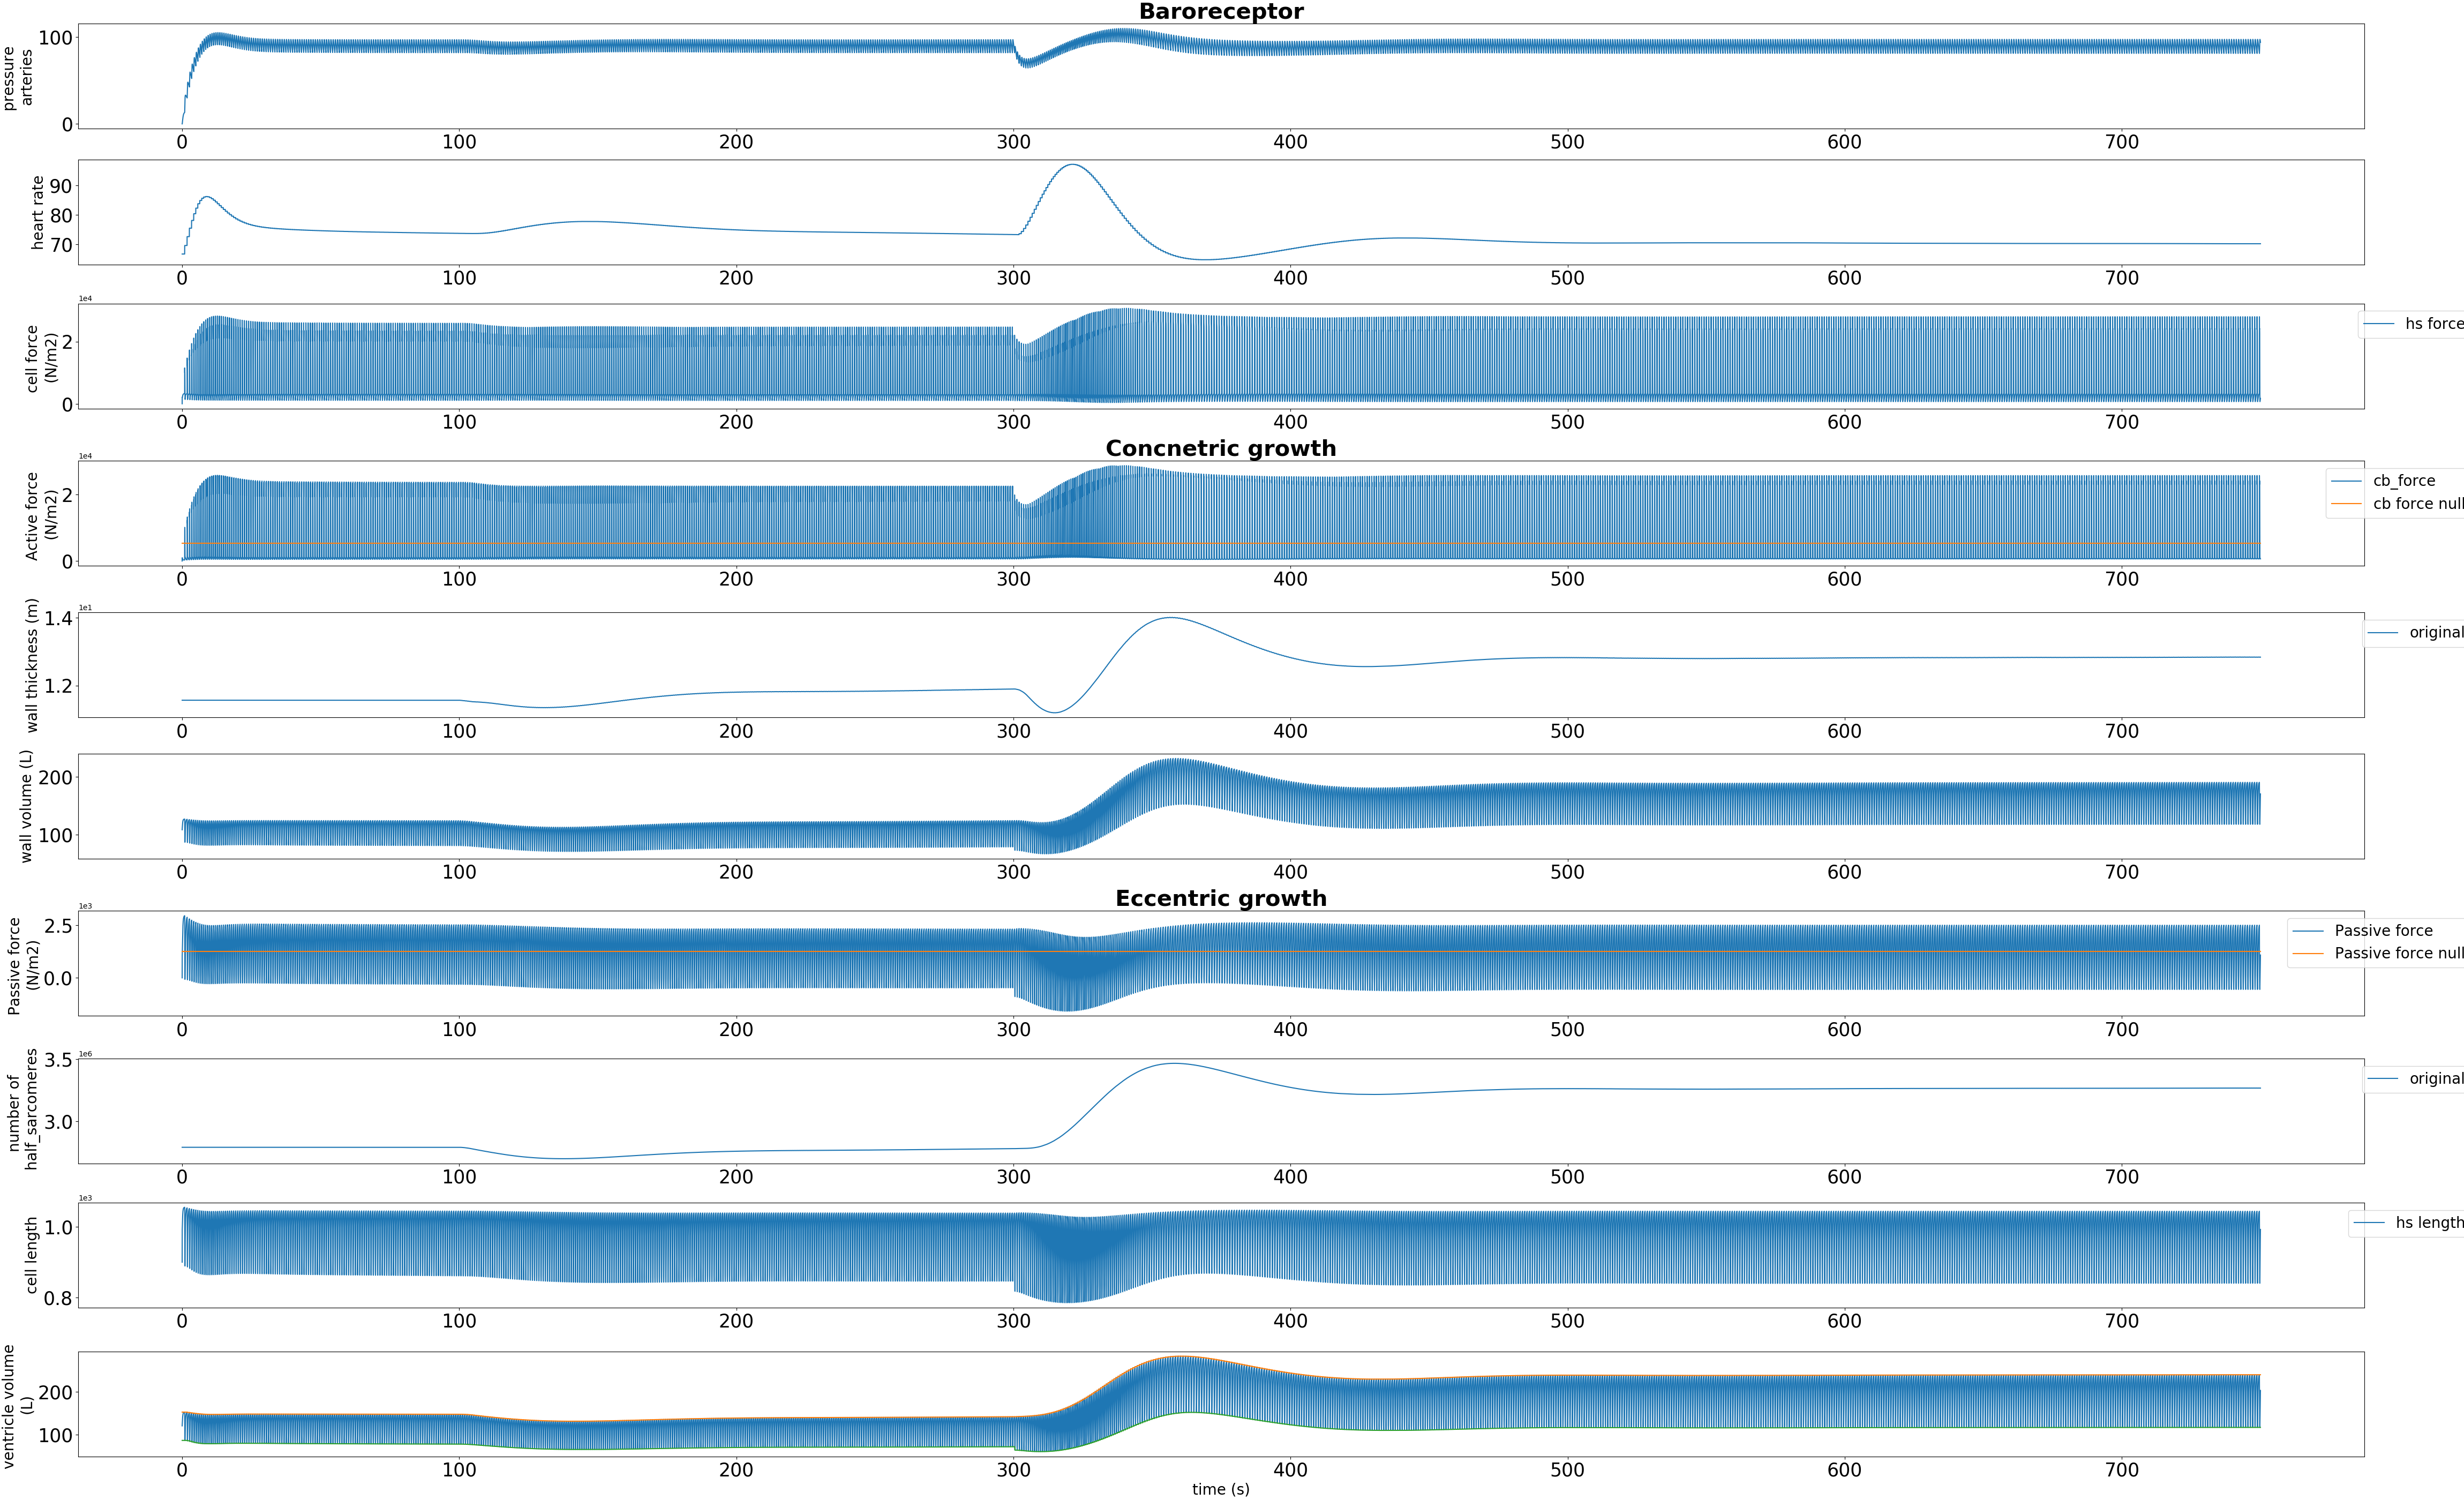 Baroreceptor
pressure
arteries
100
0
0 100 200 300 400 500 600 700
heart rate
90
80
70
0 100 200 300 400 500 600 700
1e4
cell force
(N/m2)
2
0
hs force
0 100 200 300 400 500 600 700
Concnetric growth
1e4
Active force
(N/m2)
2
0
cb_force
cb force null
0 100 200 300 400 500 600 700
1e1
wall thickness (m)
1.4
1.2
original
0 100 200 300 400 500 600 700
wall volume (L)
200
100
0 100 200 300 400 500 600 700
Eccentric growth
1e3
Passive force
(N/m2)
2.5
0.0
Passive force
Passive force null
0 100 200 300 400 500 600 700
1e6
number of
half_sarcomeres
3.5
3.0
original
0 100 200 300 400 500 600 700
1e3
cell length
1.0
0.8
hs length
0 100 200 300 400 500 600 700
ventricle volume
(L)
200
100
0 100 200 300 400 500 600 700
time (s)